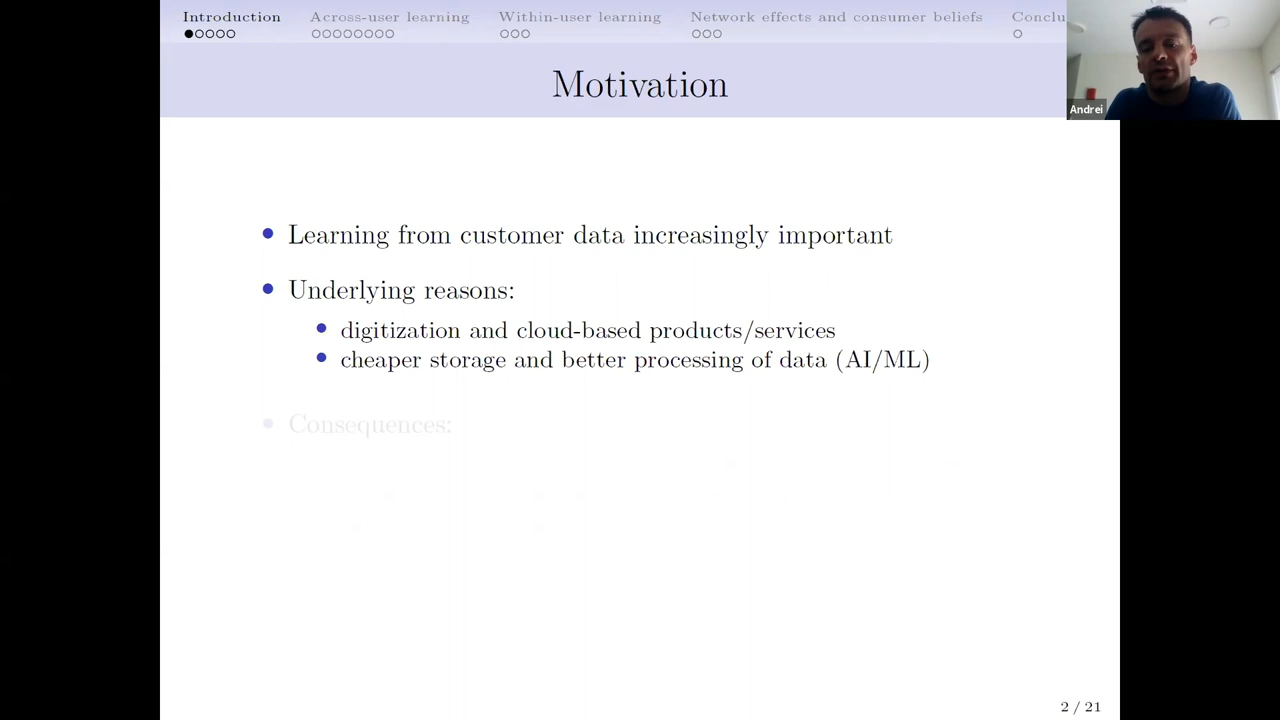 Introduction Across-user learning Within-user learning Network effects and consumer beliefs Conclu
Motivation
Andrei
Learning from customer data increasingly important
Underlying reasons:
digitization and cloud-based products/services
cheaper storage and better processing of data (AI/ML)
Consequences:
2 / 21